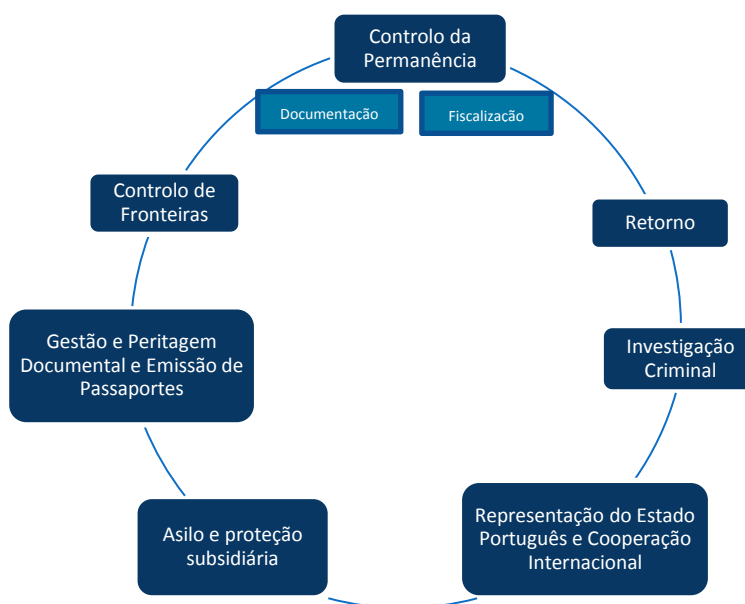 Controlo da
Permanência
Documentação
Fiscalização
Controlo de
Fronteiras
Retorno
Gestão e Peritagem
Documental e Emissão de
Passaportes
Investigação
Criminal
Asilo e proteção
subsidiária
Representação do Estado
Português e Cooperação
Internacional